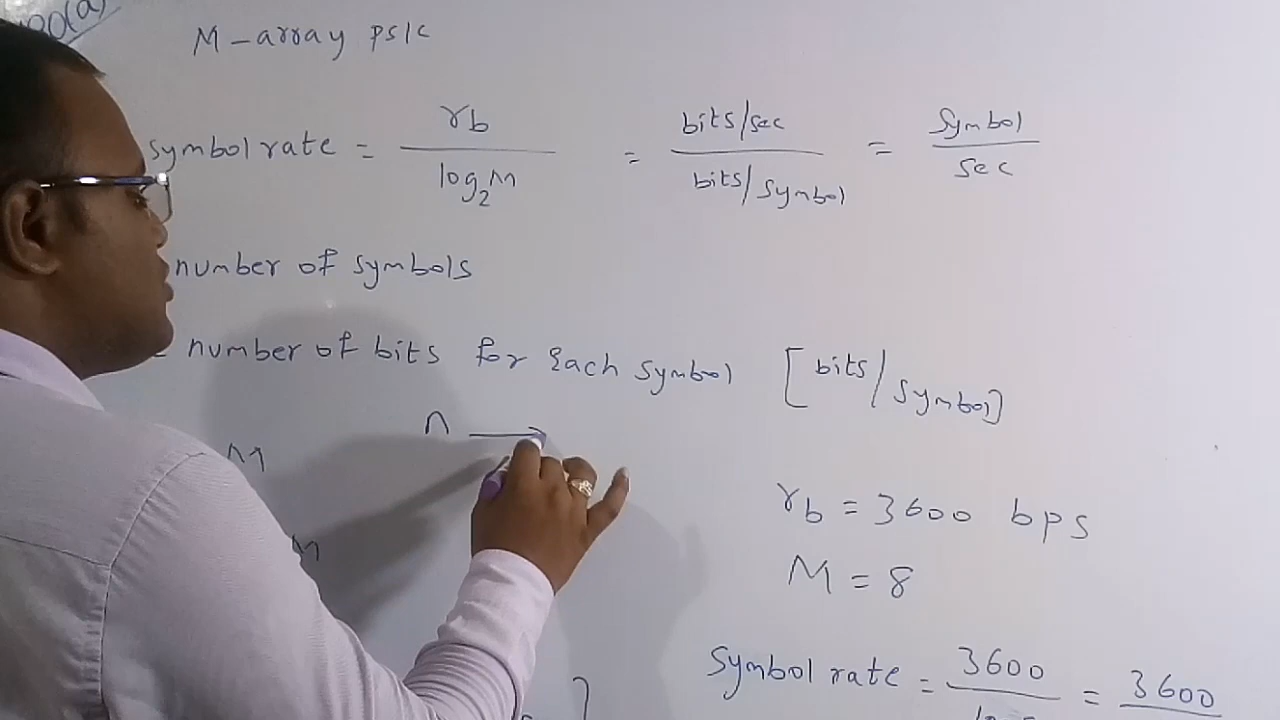 M-array psk
symbol rate = rb / log2M = bits/sec / bits/symbol = symbol / sec
number of symbols
= number of bits for Each symbol [bits/symbol]
n →
M
rb = 3600 bps
M
M = 8
Symbol rate = 3600 / = 3600
]